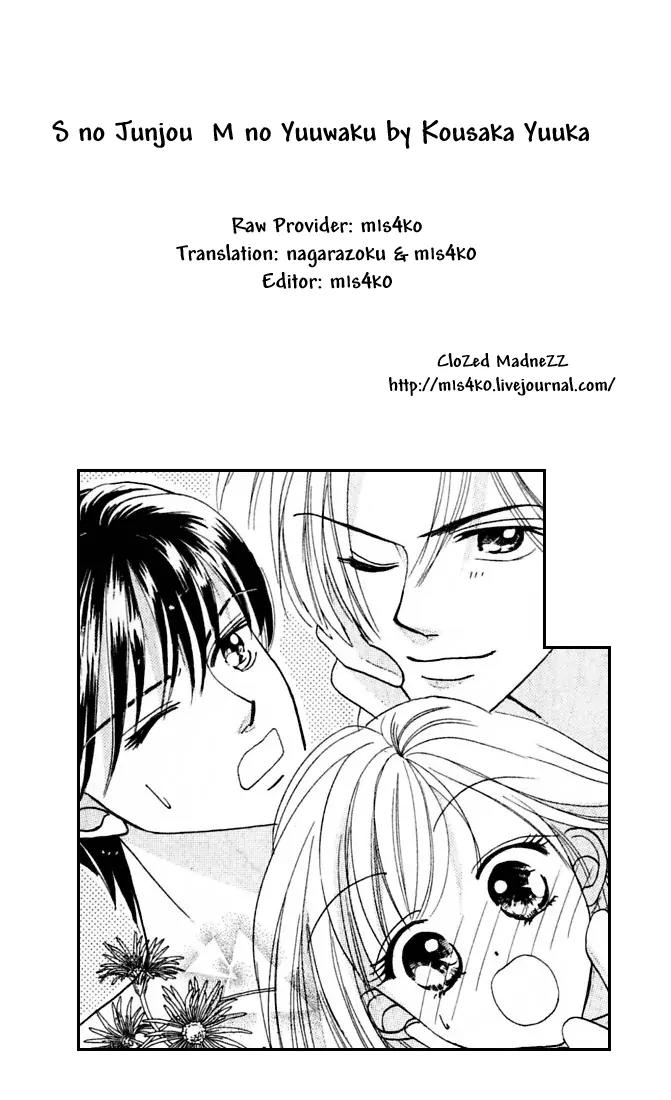 S no Junjou M no Yuuwaku by Kousaka Yuuka
Raw Provider: m1s4ko
Translation: nagarazoku & m1s4k0
Editor: m1s4k0
CloZed MadneZZ
http://m1s4k0.livejournal.com/